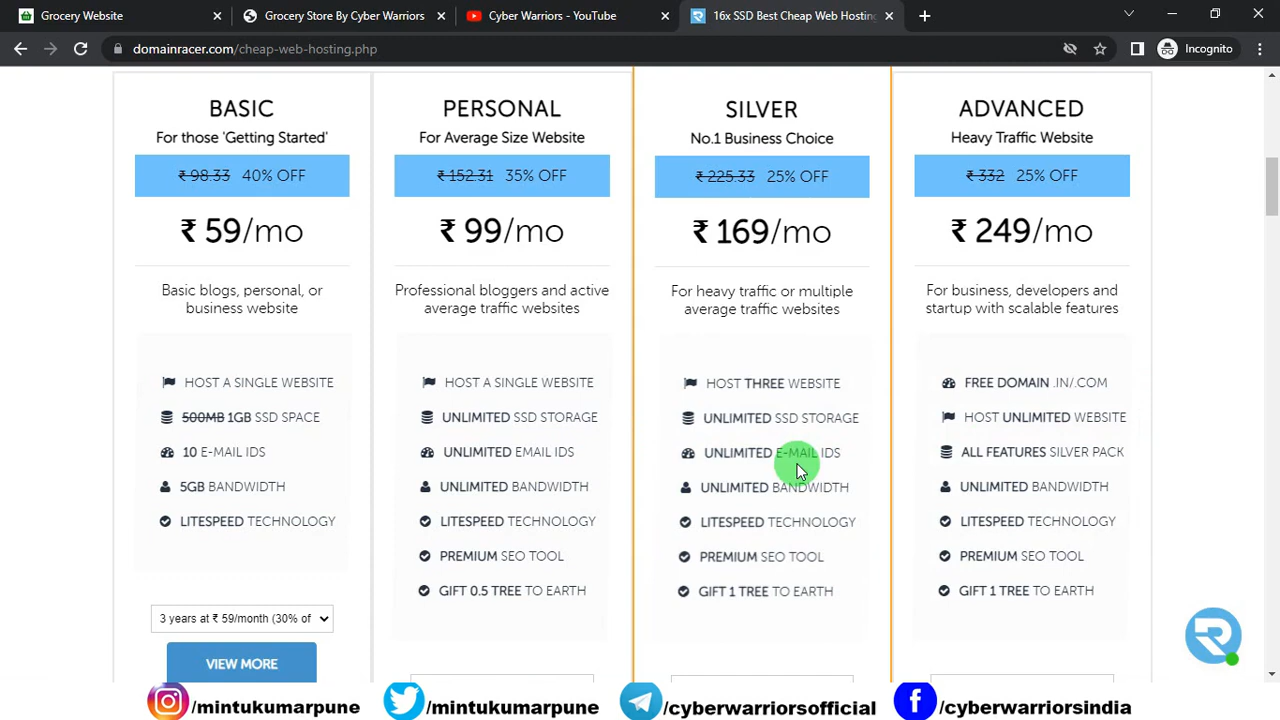 Grocery Website
Grocery Store By Cyber Warriors
Cyber Warriors - YouTube
16x SSD Best Cheap Web Hosting
domainracer.com/cheap-web-hosting.php
Incognito
BASIC
For those 'Getting Started'
₹ 98.33 40% OFF
₹ 59/mo
Basic blogs, personal, or
business website
HOST A SINGLE WEBSITE
500MB 1GB SSD SPACE
10 E-MAIL IDS
5GB BANDWIDTH
LITESPEED TECHNOLOGY
3 years at ₹ 59/month (30% of
VIEW MORE
PERSONAL
For Average Size Website
₹ 152.31 35% OFF
₹ 99/mo
Professional bloggers and active
average traffic websites
HOST A SINGLE WEBSITE
UNLIMITED SSD STORAGE
UNLIMITED EMAIL IDS
UNLIMITED BANDWIDTH
LITESPEED TECHNOLOGY
PREMIUM SEO TOOL
GIFT 0.5 TREE TO EARTH
SILVER
No.1 Business Choice
₹ 225.33 25% OFF
₹ 169/mo
For heavy traffic or multiple
average traffic websites
HOST THREE WEBSITE
UNLIMITED SSD STORAGE
UNLIMITED E-MAIL IDS
UNLIMITED BANDWIDTH
LITESPEED TECHNOLOGY
PREMIUM SEO TOOL
GIFT 1 TREE TO EARTH
ADVANCED
Heavy Traffic Website
₹ 332 25% OFF
₹ 249/mo
For business, developers and
startup with scalable features
FREE DOMAIN .IN/.COM
HOST UNLIMITED WEBSITE
ALL FEATURES SILVER PACK
UNLIMITED BANDWIDTH
LITESPEED TECHNOLOGY
PREMIUM SEO TOOL
GIFT 1 TREE TO EARTH
/mintukumarpune
/mintukumarpune
/cyberwarriorsofficial
/cyberwarriorsindia